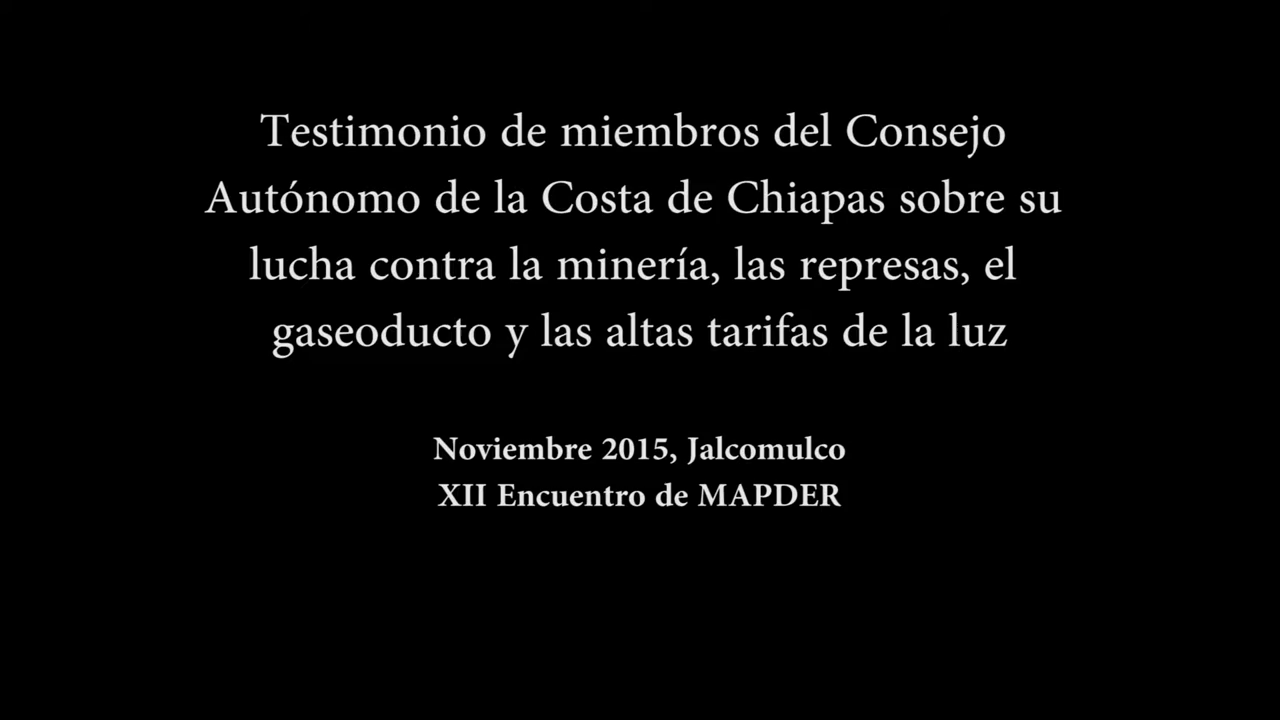 Testimonio de miembros del Consejo
Autónomo de la Costa de Chiapas sobre su
lucha contra la minería, las represas, el
gaseoducto y las altas tarifas de la luz
Noviembre 2015, Jalcomulco
XII Encuentro de MAPDER